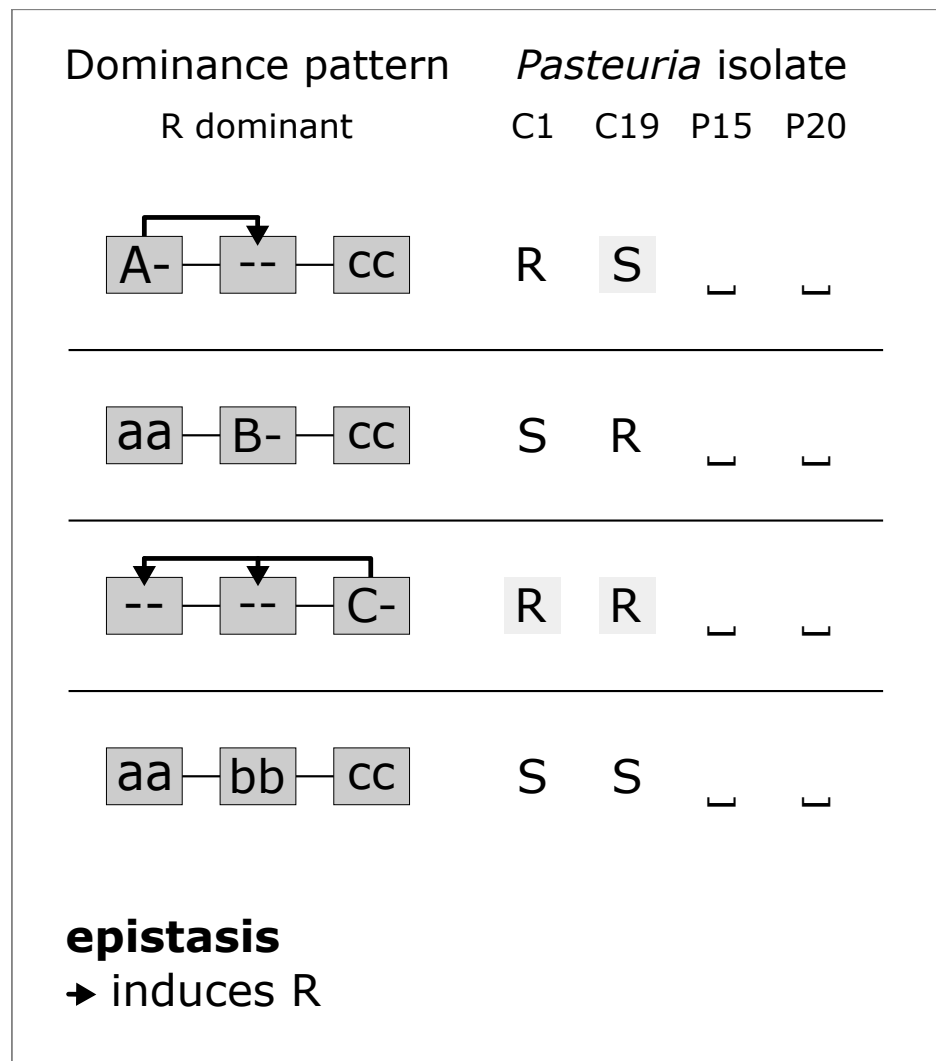 Dominance pattern Pasteuria isolate
R dominant C1 C19 P15 P20
A- -- cc R S ⎵ ⎵
aa B- cc S R ⎵ ⎵
-- -- C- R R ⎵ ⎵
aa bb cc S S ⎵ ⎵
epistasis
→ induces R